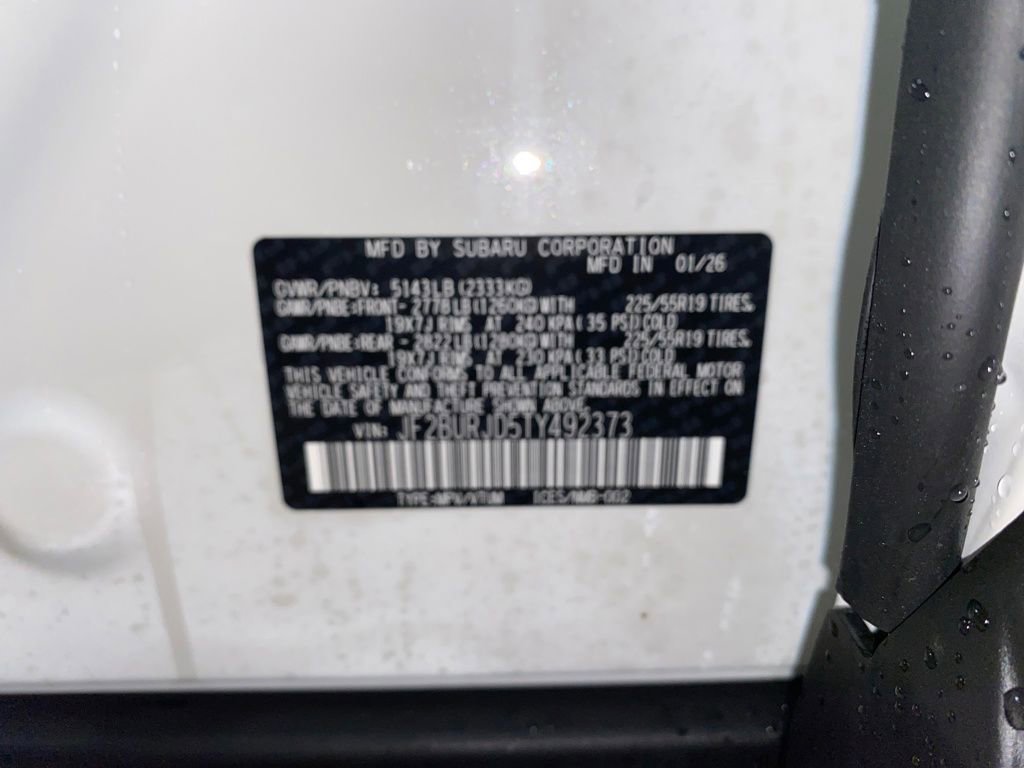 MFD BY SUBARU CORPORATION
MFD IN 01/26
GVWR/PNBV: 5143LB(2333KG)
GAWR/PNBE:FRONT- 2778LB(1260KG)WITH 225/55R19 TIRES,
19X7J RIMS AT 240 KPA( 35 PSI)COLD
GAWR/PNBE:REAR - 2822LB(1280KG)WITH 225/55R19 TIRES,
19X7J RIMS AT 230 KPA( 33 PSI)COLD
THIS VEHICLE CONFORMS TO ALL APPLICABLE FEDERAL MOTOR
VEHICLE SAFETY AND THEFT PREVENTION STANDARDS IN EFFECT ON
THE DATE OF MANUFACTURE SHOWN ABOVE.
VIN: JF2BURJD5TY492373
TYPE:MPV/VTUM ICES/NMB-002